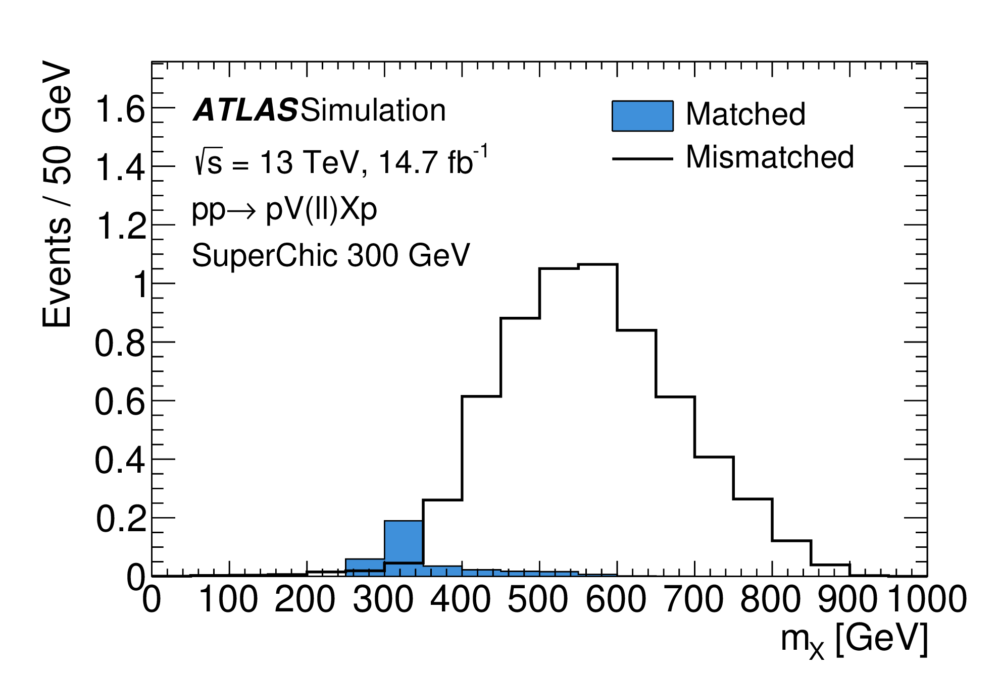 Events / 50 GeV
1.6
1.4
1.2
1
0.8
0.6
0.4
0.2
0
ATLAS Simulation
√s = 13 TeV, 14.7 fb⁻¹
pp→ pV(ll)Xp
SuperChic 300 GeV
Matched
Mismatched
0 100 200 300 400 500 600 700 800 900 1000
m_X [GeV]